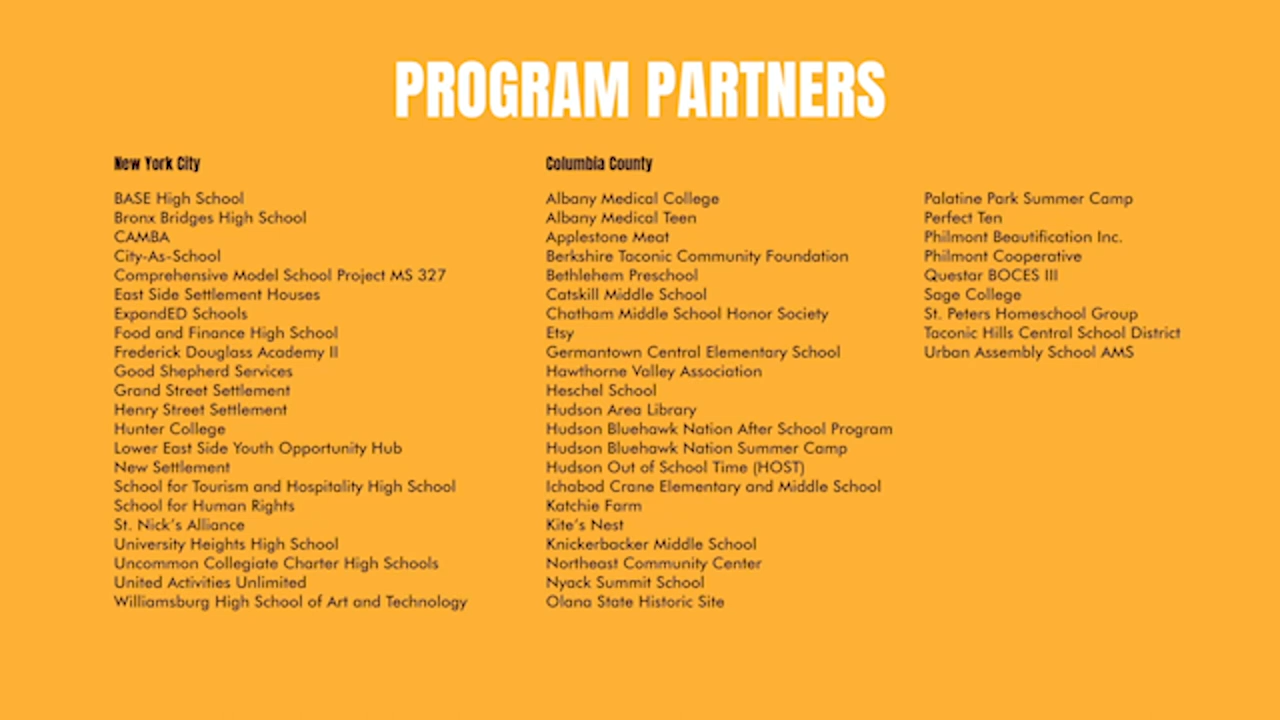 PROGRAM PARTNERS
New York City
BASE High School
Bronx Bridges High School
CAMBA
City-As-School
Comprehensive Model School Project MS 327
East Side Settlement Houses
ExpandED Schools
Food and Finance High School
Frederick Douglass Academy II
Good Shepherd Services
Grand Street Settlement
Henry Street Settlement
Hunter College
Lower East Side Youth Opportunity Hub
New Settlement
School for Tourism and Hospitality High School
School for Human Rights
St. Nick's Alliance
University Heights High School
Uncommon Collegiate Charter High Schools
United Activities Unlimited
Williamsburg High School of Art and Technology
Columbia County
Albany Medical College
Albany Medical Teen
Applestone Meat
Berkshire Taconic Community Foundation
Bethlehem Preschool
Catskill Middle School
Chatham Middle School Honor Society
Etsy
Germantown Central Elementary School
Hawthorne Valley Association
Heschel School
Hudson Area Library
Hudson Bluehawk Nation After School Program
Hudson Bluehawk Nation Summer Camp
Hudson Out of School Time (HOST)
Ichabod Crane Elementary and Middle School
Katchie Farm
Kite's Nest
Knickerbacker Middle School
Northeast Community Center
Nyack Summit School
Olana State Historic Site
Palatine Park Summer Camp
Perfect Ten
Philmont Beautification Inc.
Philmont Cooperative
Questar BOCES III
Sage College
St. Peters Homeschool Group
Taconic Hills Central School District
Urban Assembly School AMS